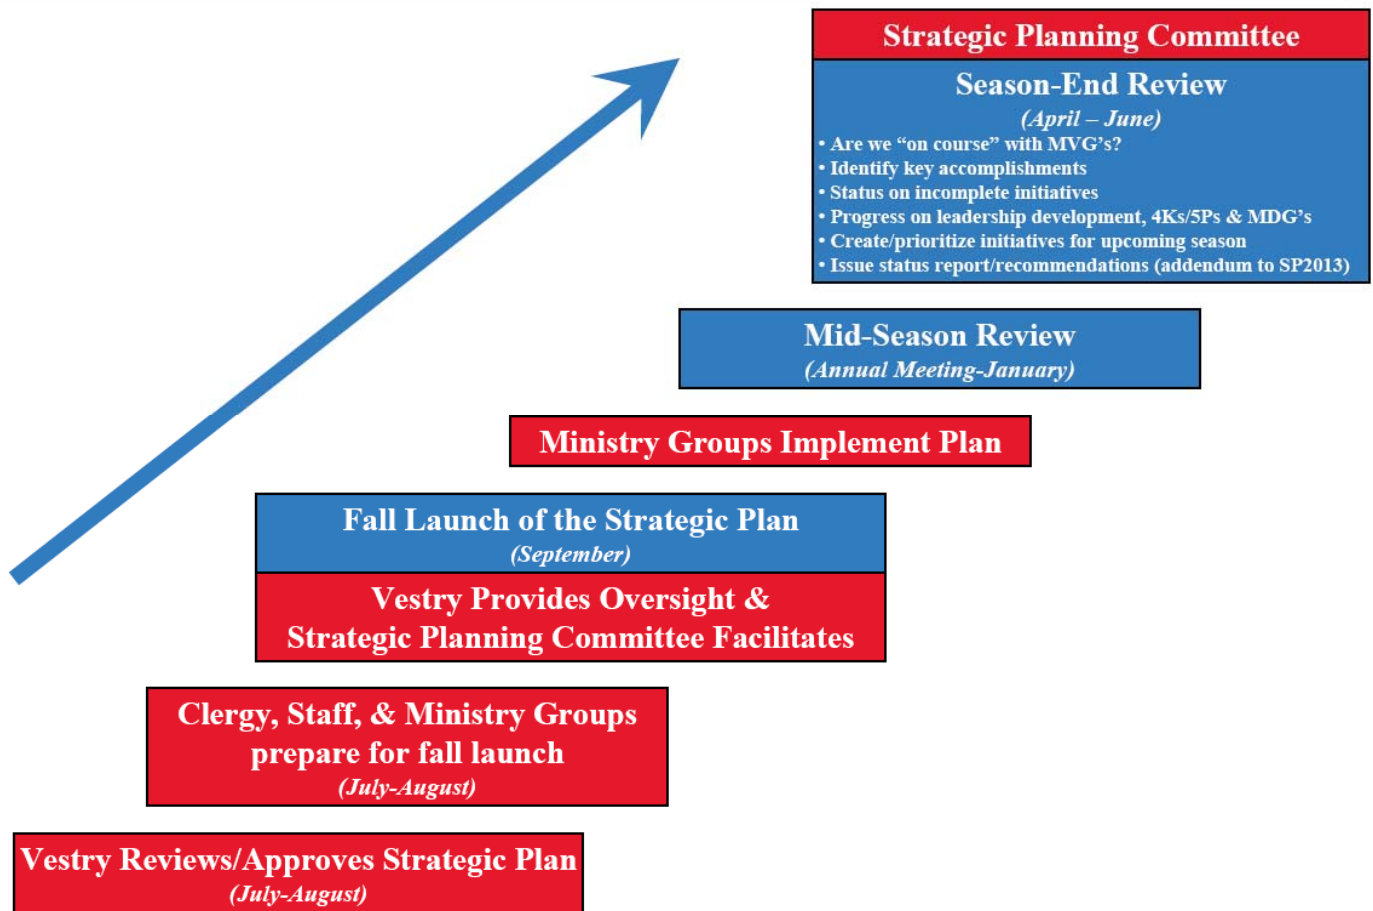 Strategic Planning Committee
Season-End Review
(April – June)
• Are we “on course” with MVG’s?
• Identify key accomplishments
• Status on incomplete initiatives
• Progress on leadership development, 4Ks/5Ps & MDG’s
• Create/prioritize initiatives for upcoming season
• Issue status report/recommendations (addendum to SP2013)
Mid-Season Review
(Annual Meeting-January)
Ministry Groups Implement Plan
Fall Launch of the Strategic Plan
(September)
Vestry Provides Oversight &
Strategic Planning Committee Facilitates
Clergy, Staff, & Ministry Groups
prepare for fall launch
(July-August)
Vestry Reviews/Approves Strategic Plan
(July-August)